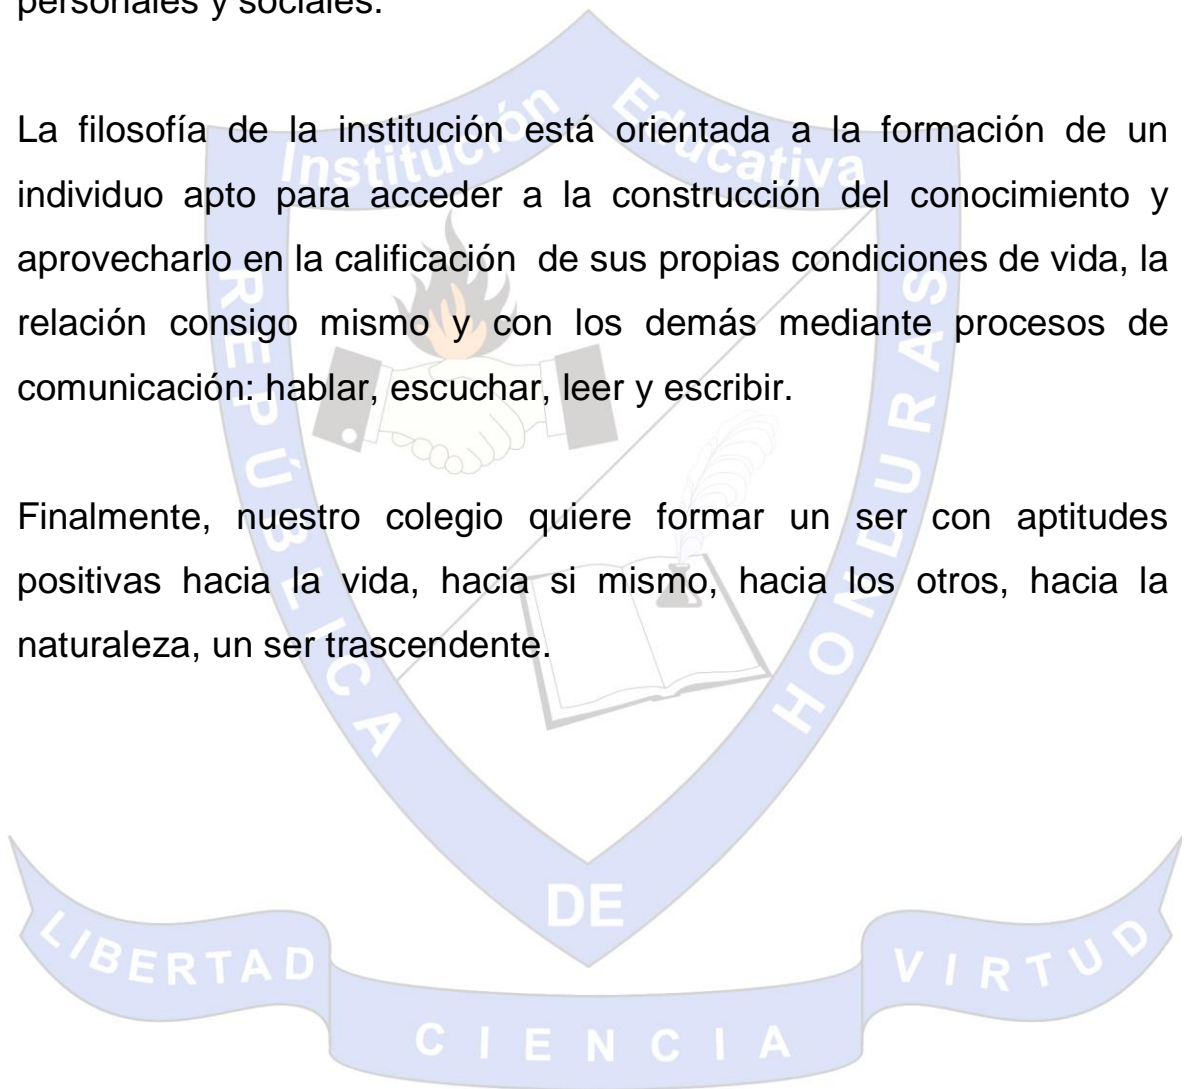 personales y sociales.
La filosofía de la institución está orientada a la formación de un
individuo apto para acceder a la construcción del conocimiento y
aprovecharlo en la calificación de sus propias condiciones de vida, la
relación consigo mismo y con los demás mediante procesos de
comunicación: hablar, escuchar, leer y escribir.
Finalmente, nuestro colegio quiere formar un ser con aptitudes
positivas hacia la vida, hacia si mismo, hacia los otros, hacia la
naturaleza, un ser trascendente.
Institución Educativa
REPÚBLICA
DE
HONDURAS
LIBERTAD
CIENCIA
VIRTUD